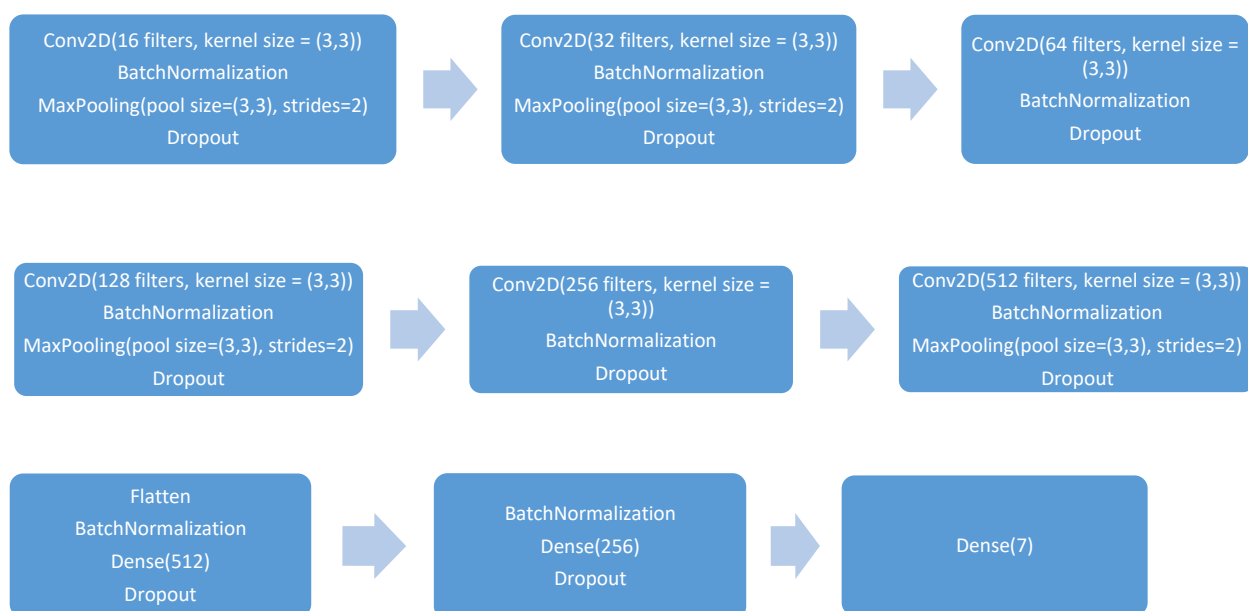 Conv2D(16 filters, kernel size = (3,3))
BatchNormalization
MaxPooling(pool size=(3,3), strides=2)
Dropout
Conv2D(32 filters, kernel size = (3,3))
BatchNormalization
MaxPooling(pool size=(3,3), strides=2)
Dropout
Conv2D(64 filters, kernel size =
(3,3))
BatchNormalization
Dropout
Conv2D(128 filters, kernel size = (3,3))
BatchNormalization
MaxPooling(pool size=(3,3), strides=2)
Dropout
Conv2D(256 filters, kernel size =
(3,3))
BatchNormalization
Dropout
Conv2D(512 filters, kernel size = (3,3))
BatchNormalization
MaxPooling(pool size=(3,3), strides=2)
Dropout
Flatten
BatchNormalization
Dense(512)
Dropout
BatchNormalization
Dense(256)
Dropout
Dense(7)